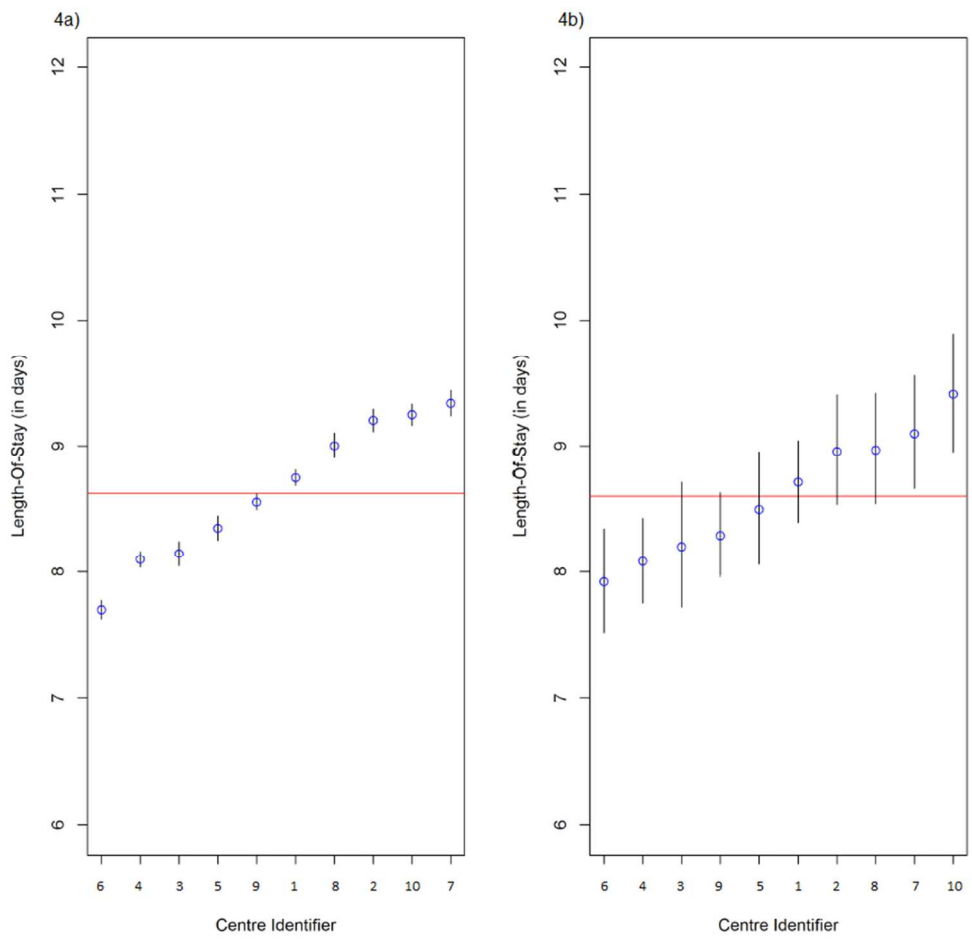 4a)
12
11
10
9
8
7
6
Length-Of-Stay (in days)
6 4 3 5 9 1 8 2 10 7
Centre Identifier
4b)
12
11
10
9
8
7
6
Length-Of-Stay (in days)
6 4 3 9 5 1 2 8 7 10
Centre Identifier